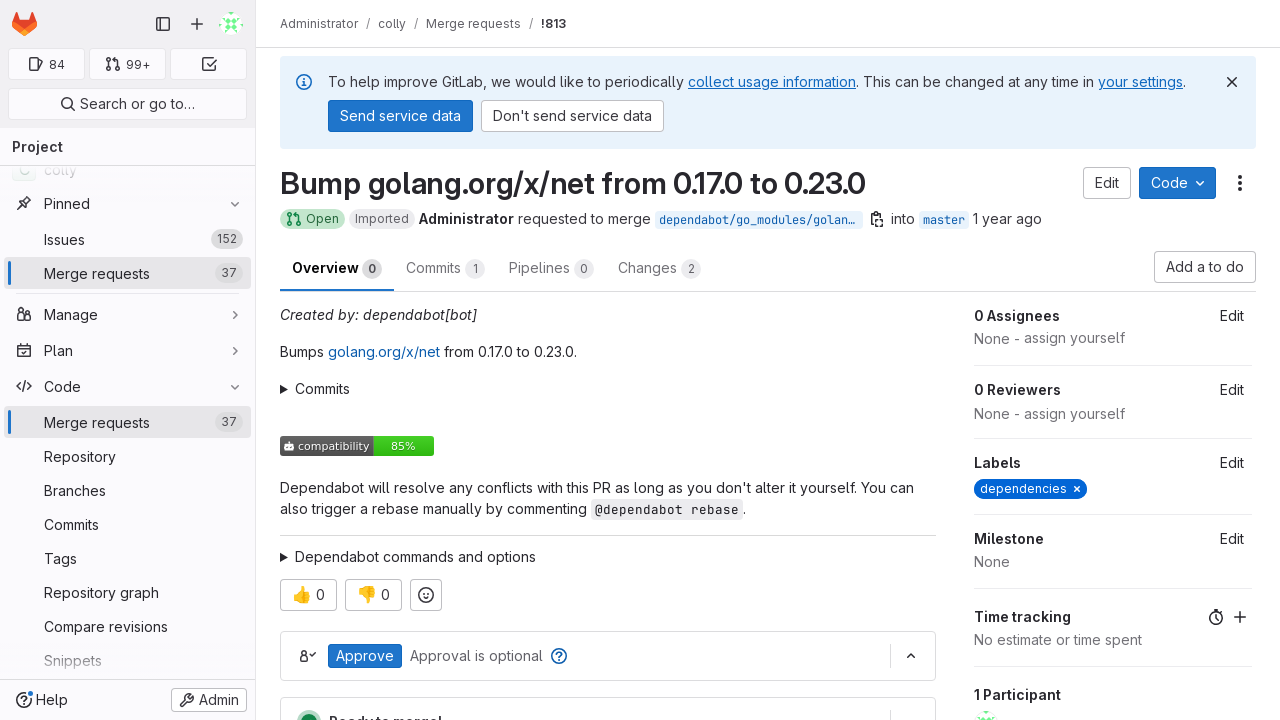 Administrator / colly / Merge requests / !813
84
99+
Search or go to…
Project
colly
Pinned
Issues 152
Merge requests 37
Manage
Plan
Code
Merge requests 37
Repository
Branches
Commits
Tags
Repository graph
Compare revisions
Snippets
Help
Admin
To help improve GitLab, we would like to periodically collect usage information. This can be changed at any time in your settings.
Send service data
Don't send service data
Bump golang.org/x/net from 0.17.0 to 0.23.0
Edit
Code
Open Imported Administrator requested to merge dependabot/go_modules/golan… into master 1 year ago
Overview 0 Commits 1 Pipelines 0 Changes 2
Add a to do
Created by: dependabot[bot]
Bumps golang.org/x/net from 0.17.0 to 0.23.0.
Commits
compatibility 85%
Dependabot will resolve any conflicts with this PR as long as you don't alter it yourself. You can
also trigger a rebase manually by commenting @dependabot rebase.
Dependabot commands and options
👍 0
👎 0
Approve Approval is optional
Ready to merge!
0 Assignees Edit
None - assign yourself
0 Reviewers Edit
None - assign yourself
Labels Edit
dependencies ×
Milestone Edit
None
Time tracking
No estimate or time spent
1 Participant